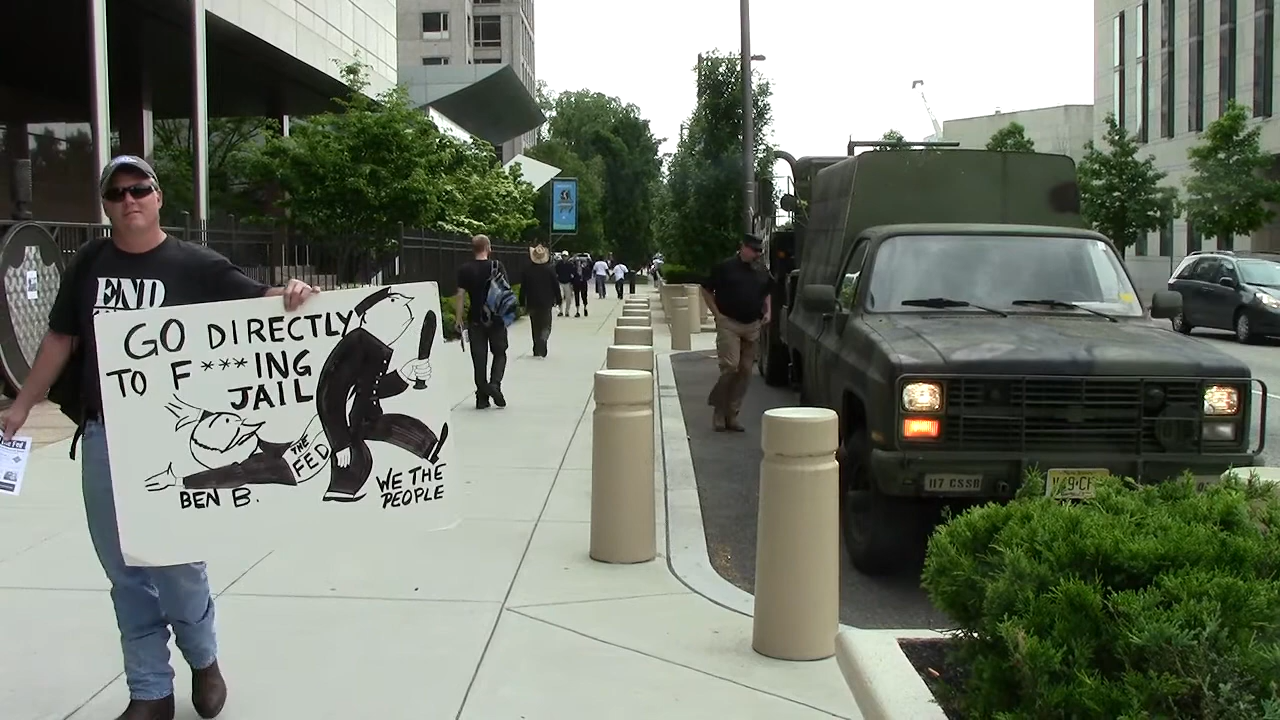 END
GO DIRECTLY
TO F***ING
JAIL
THE
FED
BEN B.
WE THE
PEOPLE
117 CSSB